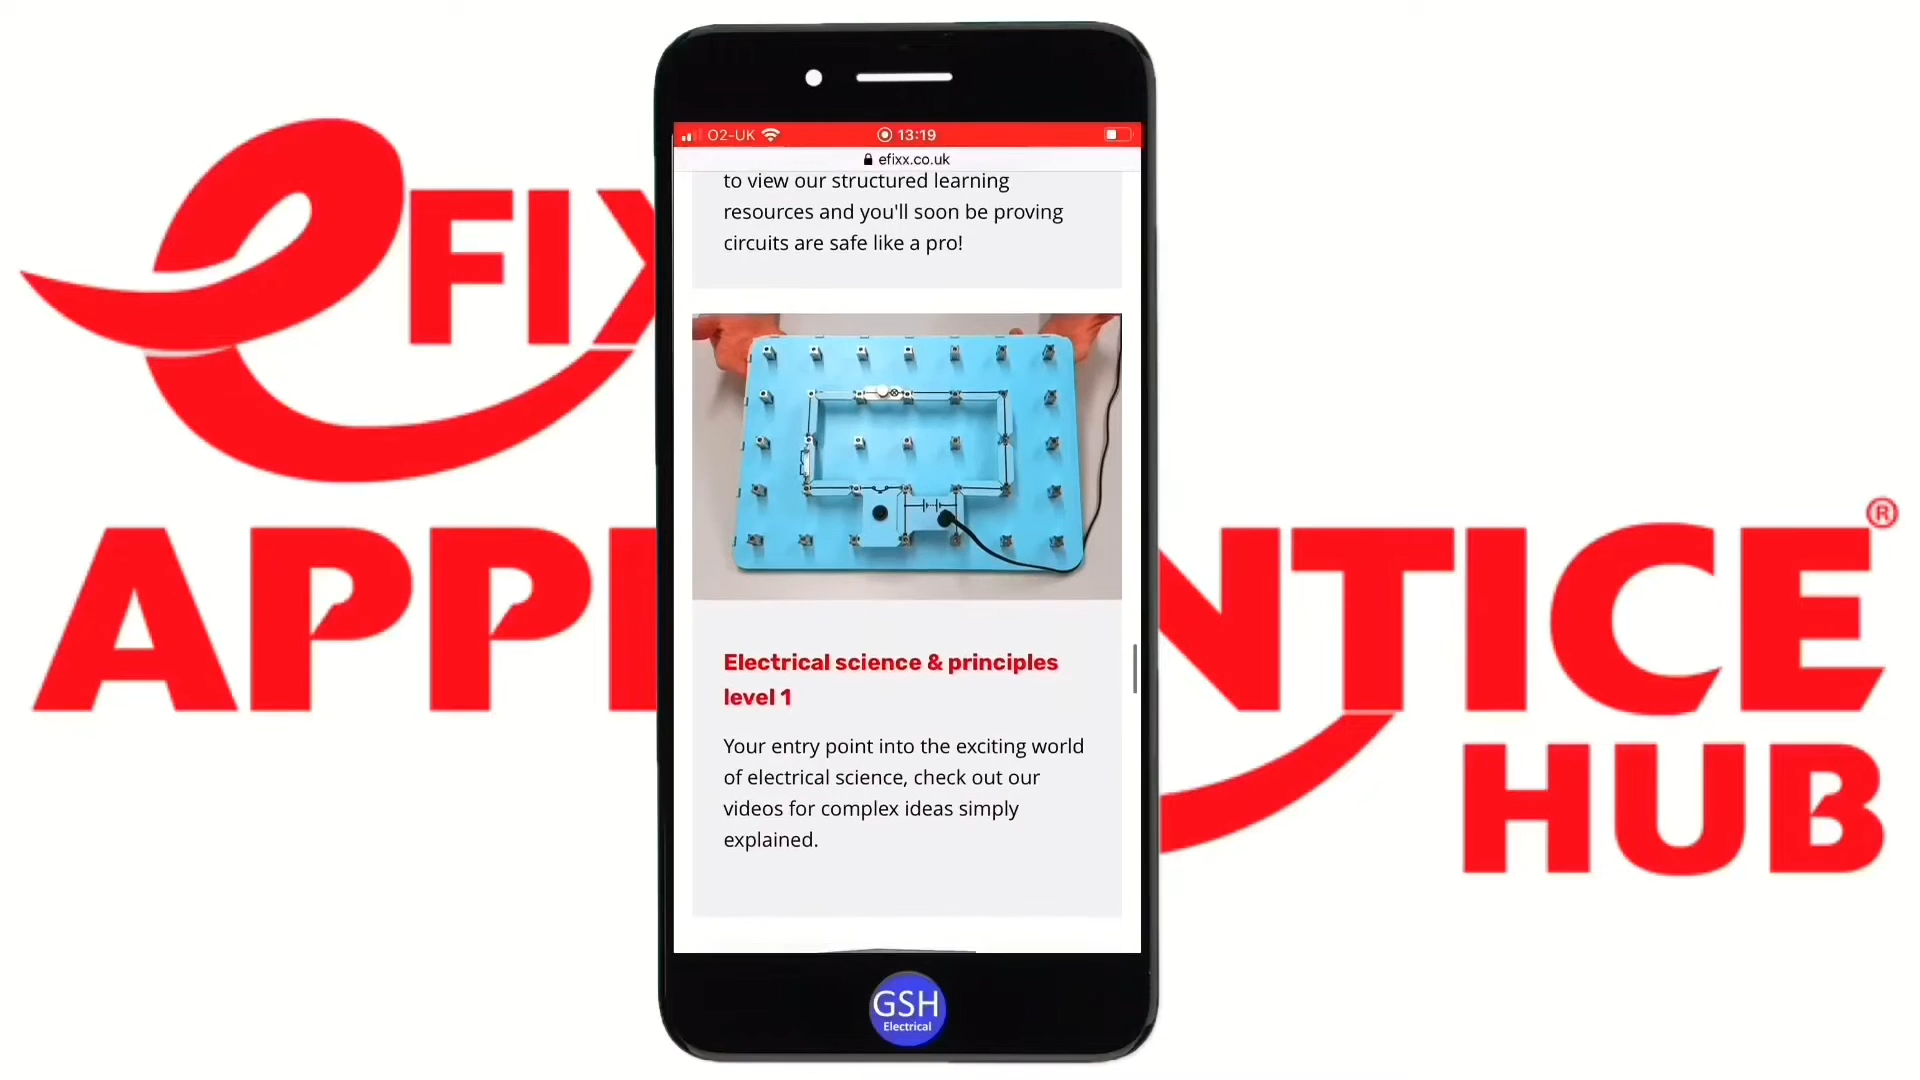 eFIX
APP NTICE®
HUB
O2-UK 13:19
efixx.co.uk
to view our structured learning
resources and you'll soon be proving
circuits are safe like a pro!
Electrical science & principles
level 1
Your entry point into the exciting world
of electrical science, check out our
videos for complex ideas simply
explained.
GSH
Electrical